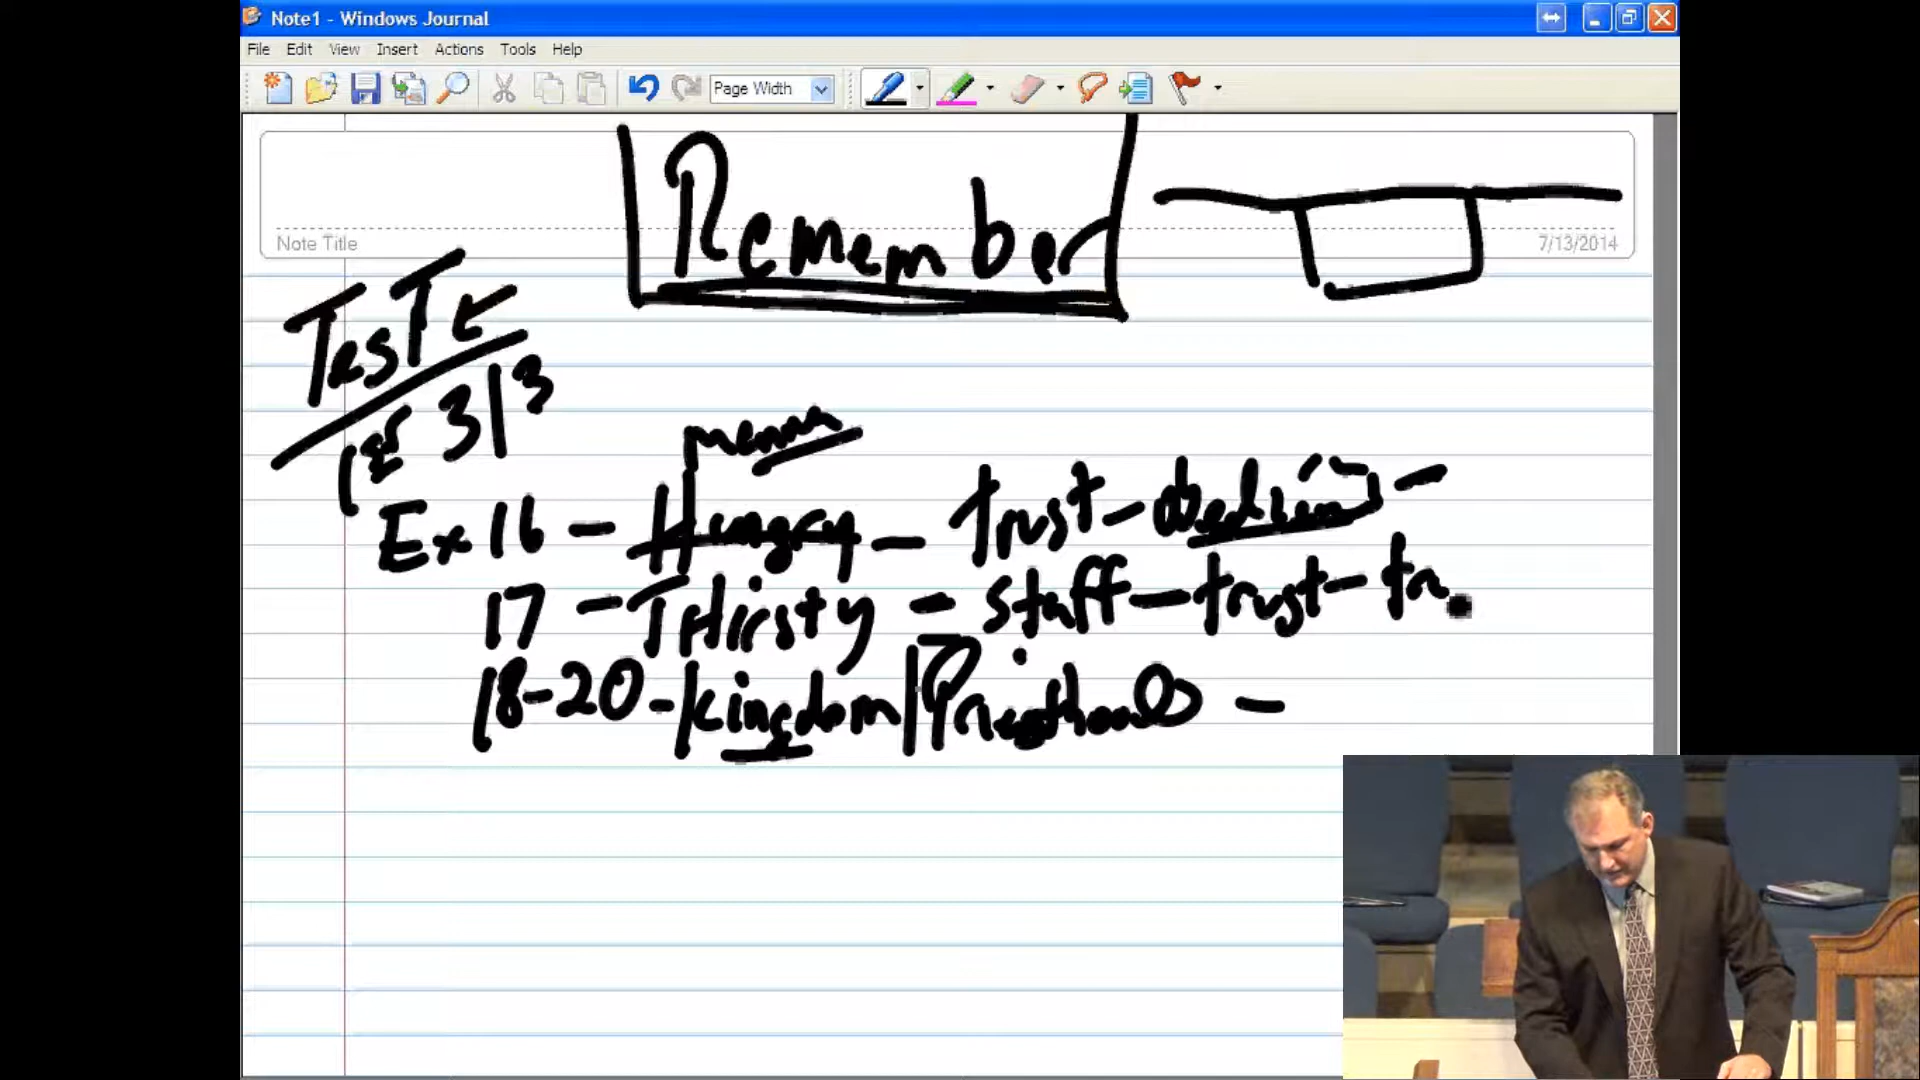 Note1 - Windows Journal
File Edit View Insert Actions Tools Help
Page Width
Remember
Note Title
7/13/2014
TesT
3/3
manna
Ex 16 - Hungry - Trust -
17 - THirsty - staff - trust -
18-20 - kingdom/Priesthood -